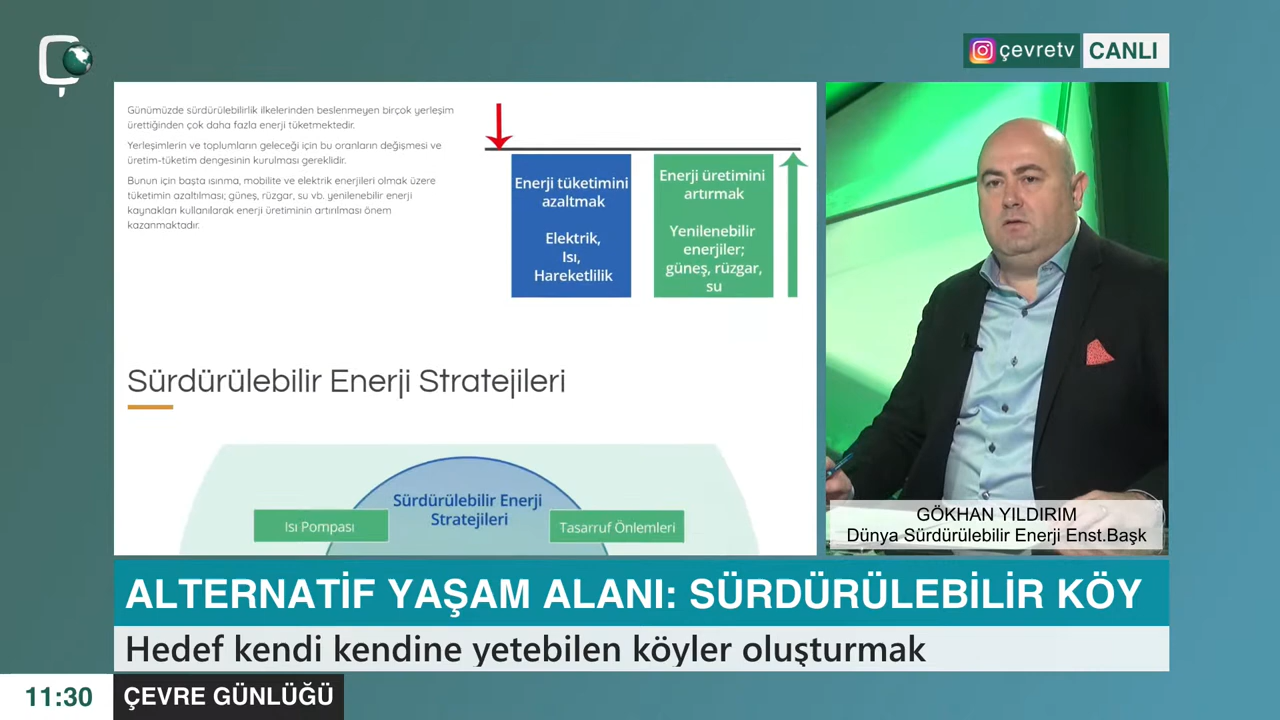 çevretv CANLI
Günümüzde sürdürülebilirlik ilkelerinden beslenmeyen birçok yerleşim
ürettiğinden çok daha fazla enerji tüketmektedir.
Yerleşimlerin ve toplumların geleceği için bu oranların değişmesi ve
üretim-tüketim dengesinin kurulması gereklidir.
Bunun için başta ısınma, mobilite ve elektrik enerjileri olmak üzere
tüketimin azaltılması; güneş, rüzgar, su vb. yenilenebilir enerji
kaynakları kullanılarak enerji üretiminin artırılması önem
kazanmaktadır.
Enerji tüketimini
azaltmak
Elektrik,
Isı,
Hareketlilik
Enerji üretimini
artırmak
Yenilenebilir
enerjiler;
güneş, rüzgar,
su
Sürdürülebilir Enerji Stratejileri
Sürdürülebilir Enerji
Stratejileri
Isı Pompası
Tasarruf Önlemleri
GÖKHAN YILDIRIM
Dünya Sürdürülebilir Enerji Enst.Başk
ALTERNATİF YAŞAM ALANI: SÜRDÜRÜLEBİLİR KÖY
Hedef kendi kendine yetebilen köyler oluşturmak
11:30 ÇEVRE GÜNLÜĞÜ